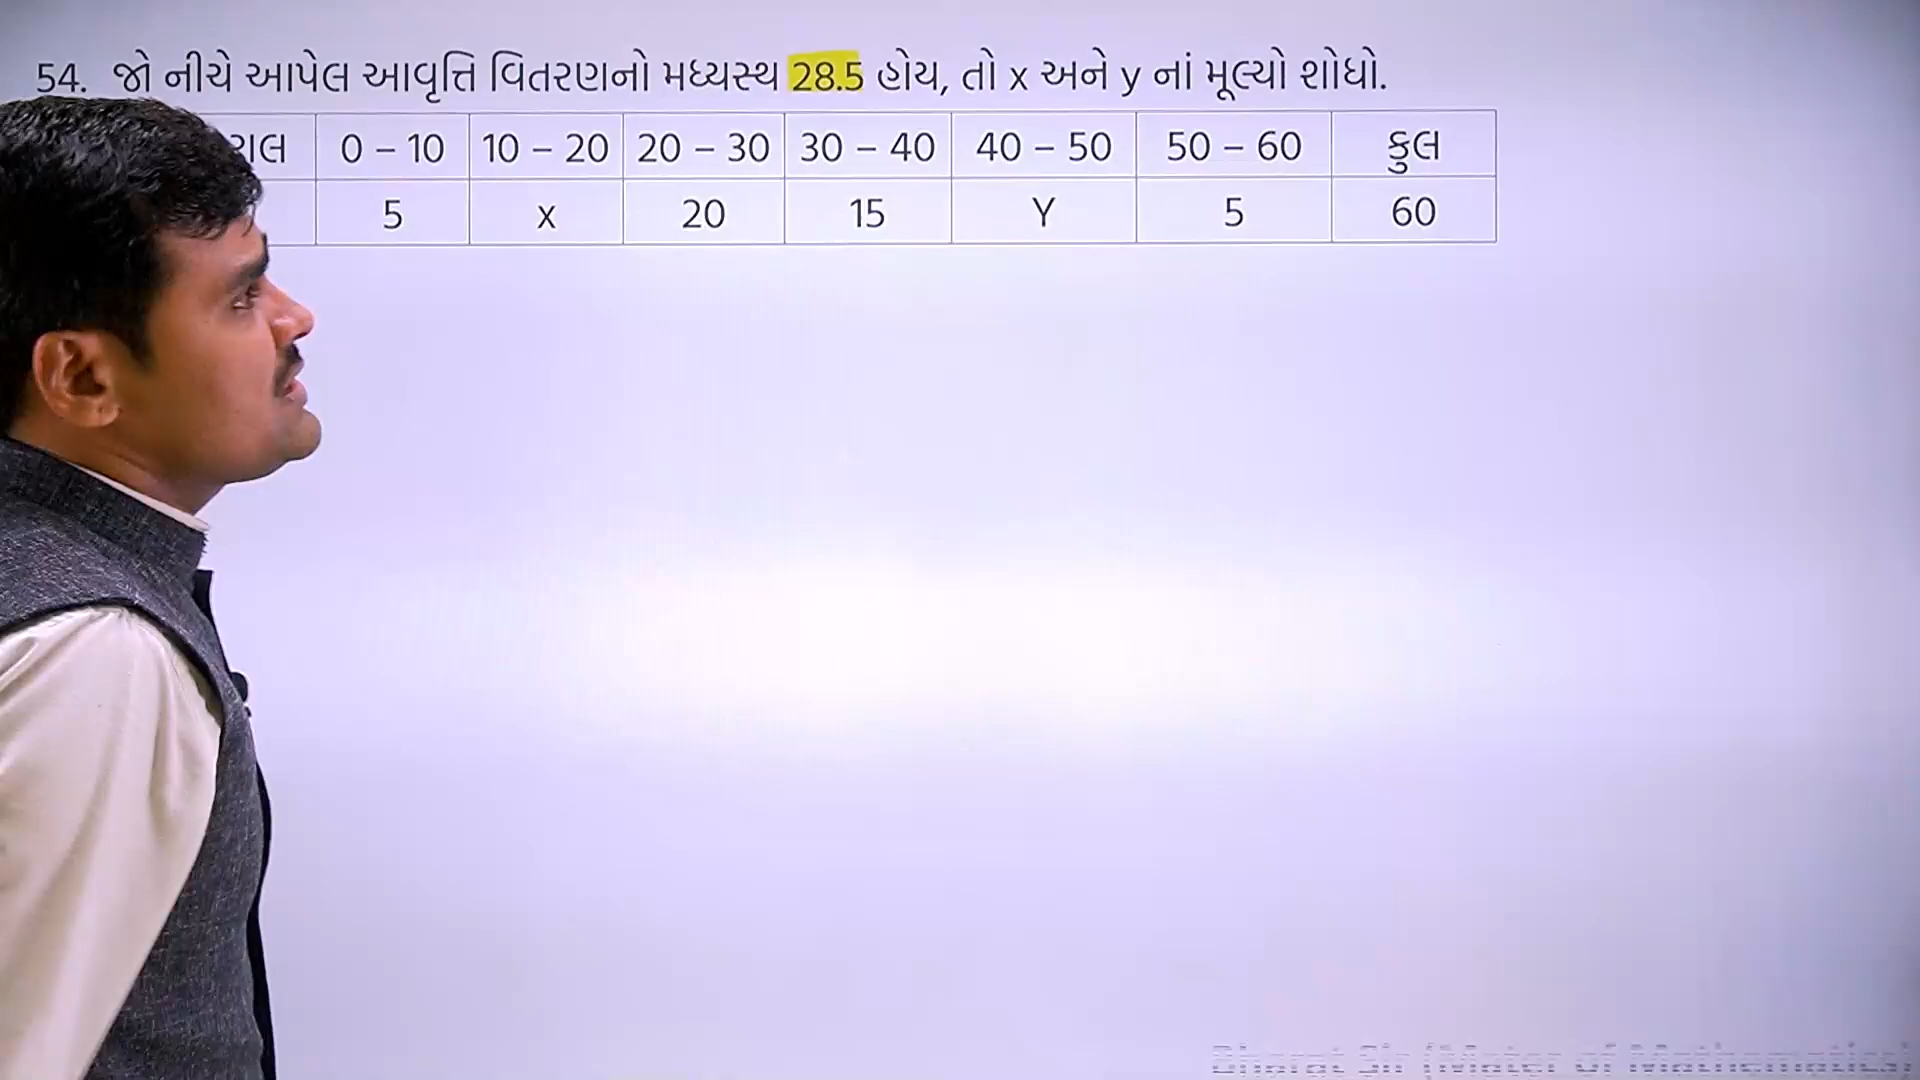 54. જો નીચે આપેલ આવૃત્તિ વિતરણનો મધ્યસ્થ 28.5 હોય, તો x અને y નાં મૂલ્યો શોધો.
0 – 10 10 – 20 20 – 30 30 – 40 40 – 50 50 – 60 કુલ
5 x 20 15 Y 5 60